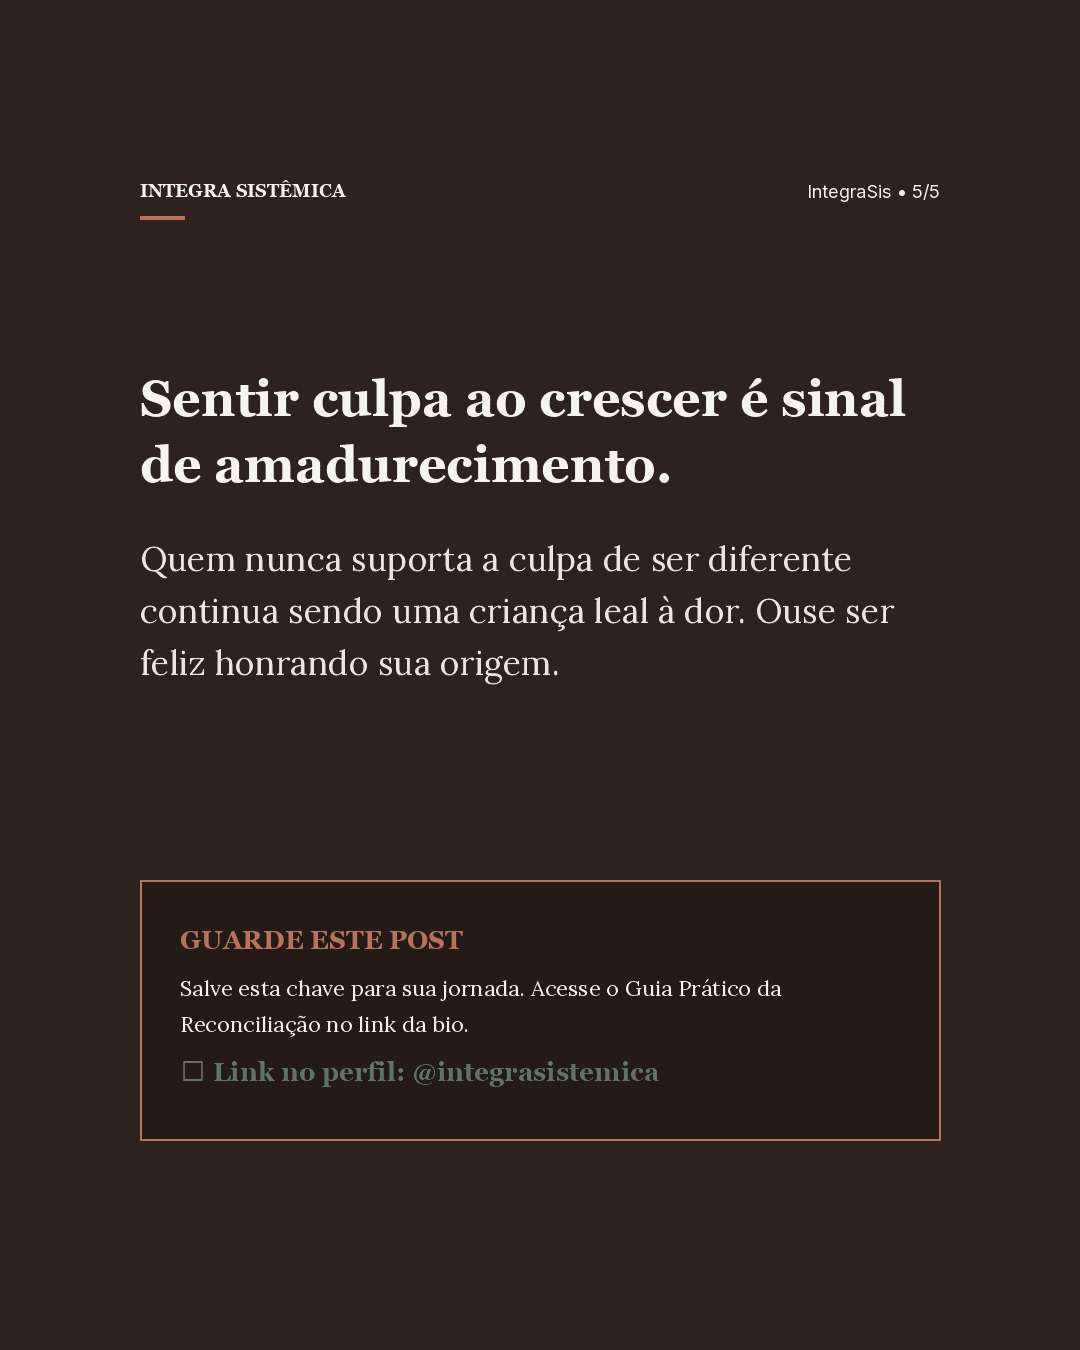 INTEGRA SISTÊMICA
IntegraSis • 5/5
Sentir culpa ao crescer é sinal
de amadurecimento.
Quem nunca suporta a culpa de ser diferente
continua sendo uma criança leal à dor. Ouse ser
feliz honrando sua origem.
GUARDE ESTE POST
Salve esta chave para sua jornada. Acesse o Guia Prático da
Reconciliação no link da bio.
☐ Link no perfil: @integrasistemica